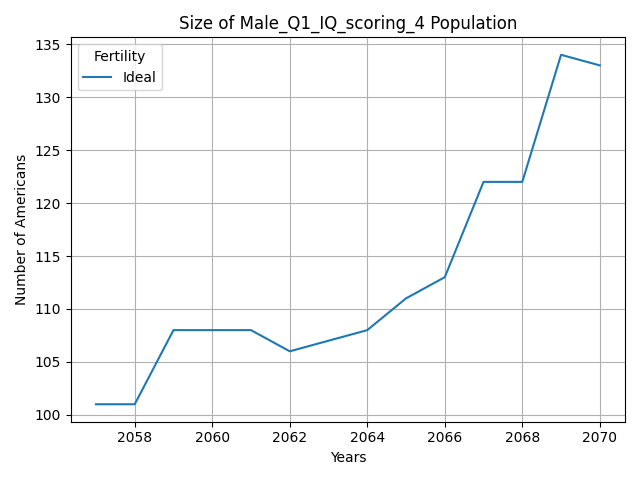 Size of Male_Q1_IQ_scoring_4 Population
Fertility
Ideal
Number of Americans
135
130
125
120
115
110
105
100
2058 2060 2062 2064 2066 2068 2070
Years